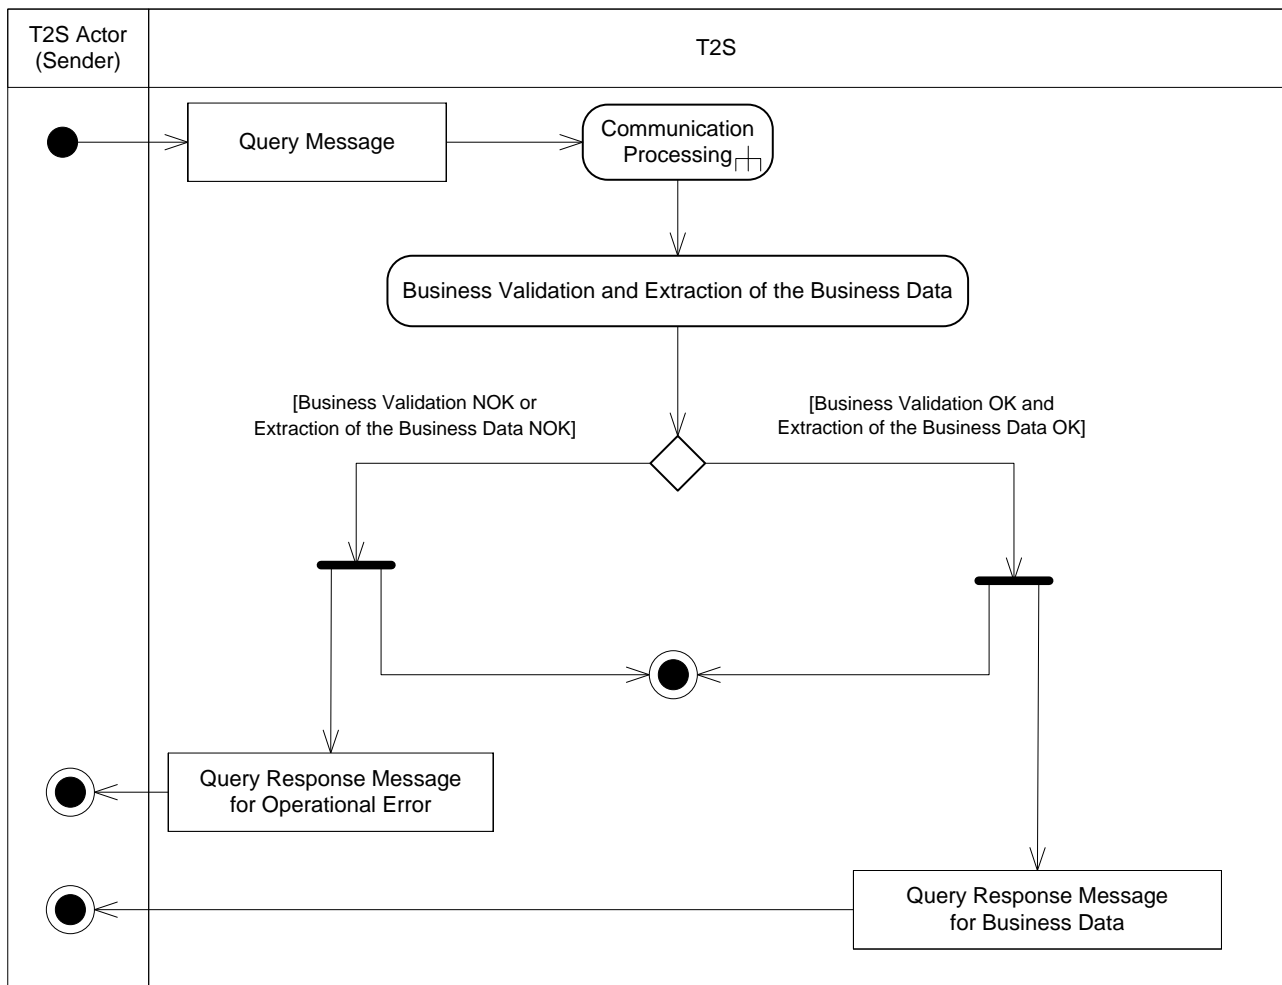 T2S Actor
(Sender)
T2S
Query Message
Communication
Processing
Business Validation and Extraction of the Business Data
[Business Validation NOK or
Extraction of the Business Data NOK]
[Business Validation OK and
Extraction of the Business Data OK]
Query Response Message
for Operational Error
Query Response Message
for Business Data